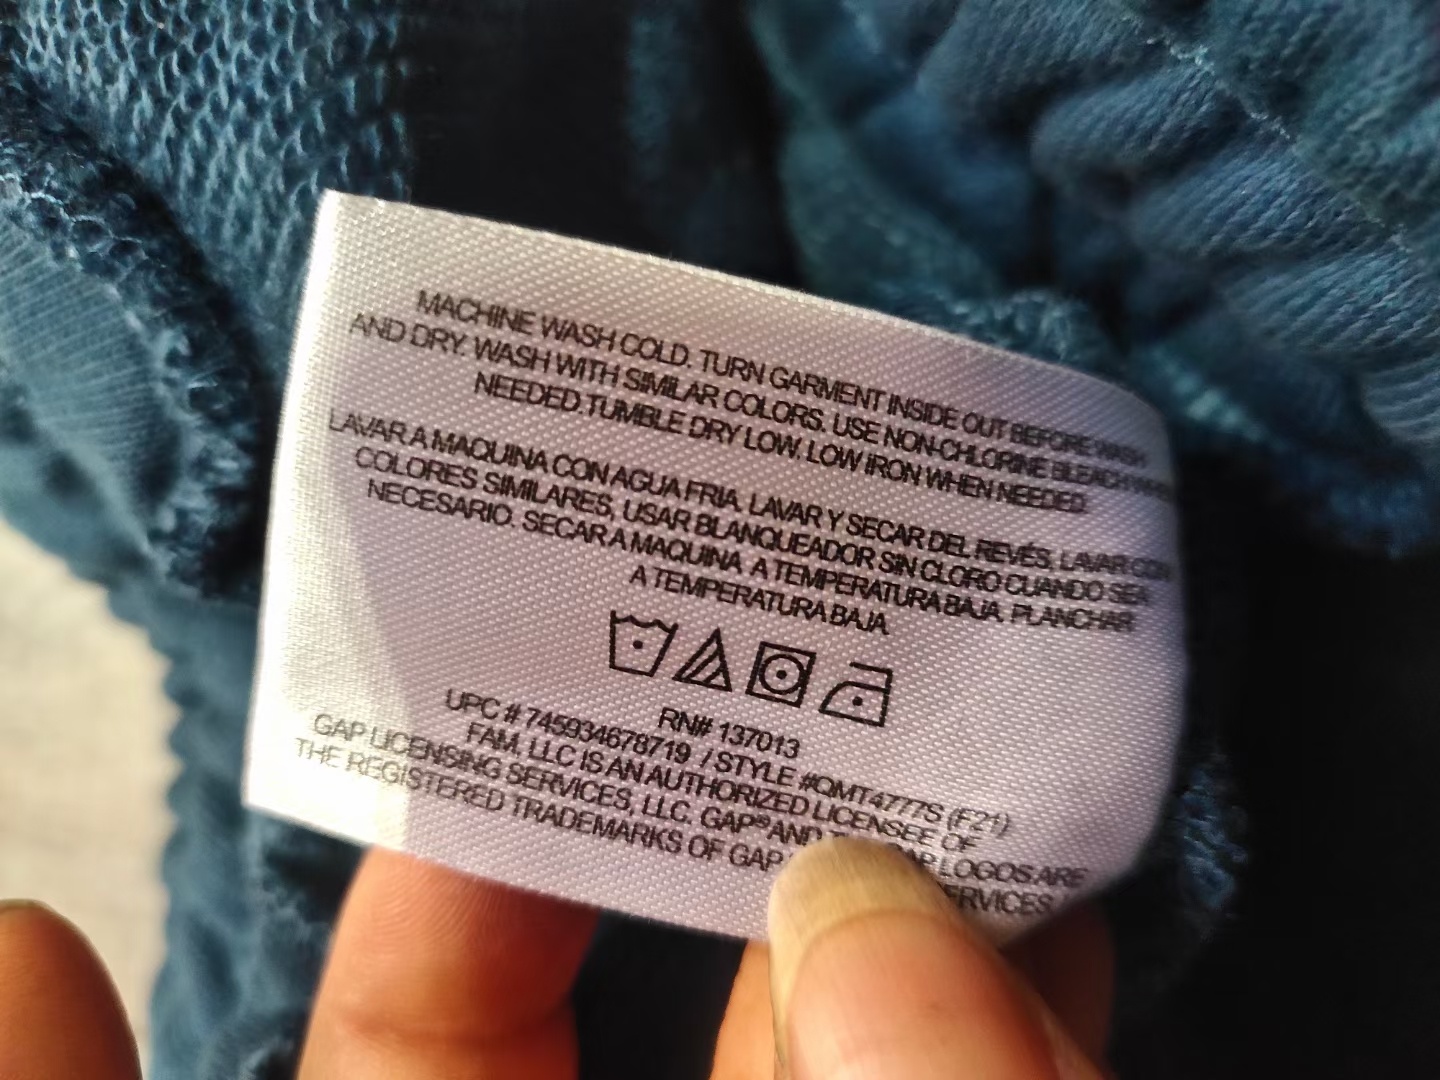 MACHINE WASH COLD. TURN GARMENT INSIDE OUT BEFORE WASH
AND DRY. WASH WITH SIMILAR COLORS. USE NON-CHLORINE BLEACH WHEN
NEEDED. TUMBLE DRY LOW. LOW IRON WHEN NEEDED.
LAVAR A MAQUINA CON AGUA FRIA. LAVAR Y SECAR DEL REVÉS, LAVAR CON
COLORES SIMILARES, USAR BLANQUEADOR SIN CLORO CUANDO SEA
NECESARIO. SECAR A MAQUINA A TEMPERATURA BAJA. PLANCHAR
A TEMPERATURA BAJA.
RN# 137013
UPC # 745934678719 / STYLE #QMT4777S (F21)
FAM, LLC IS AN AUTHORIZED LICENSEE OF
GAP LICENSING SERVICES, LLC. GAP® AND LOGOS ARE
THE REGISTERED TRADEMARKS OF GAP